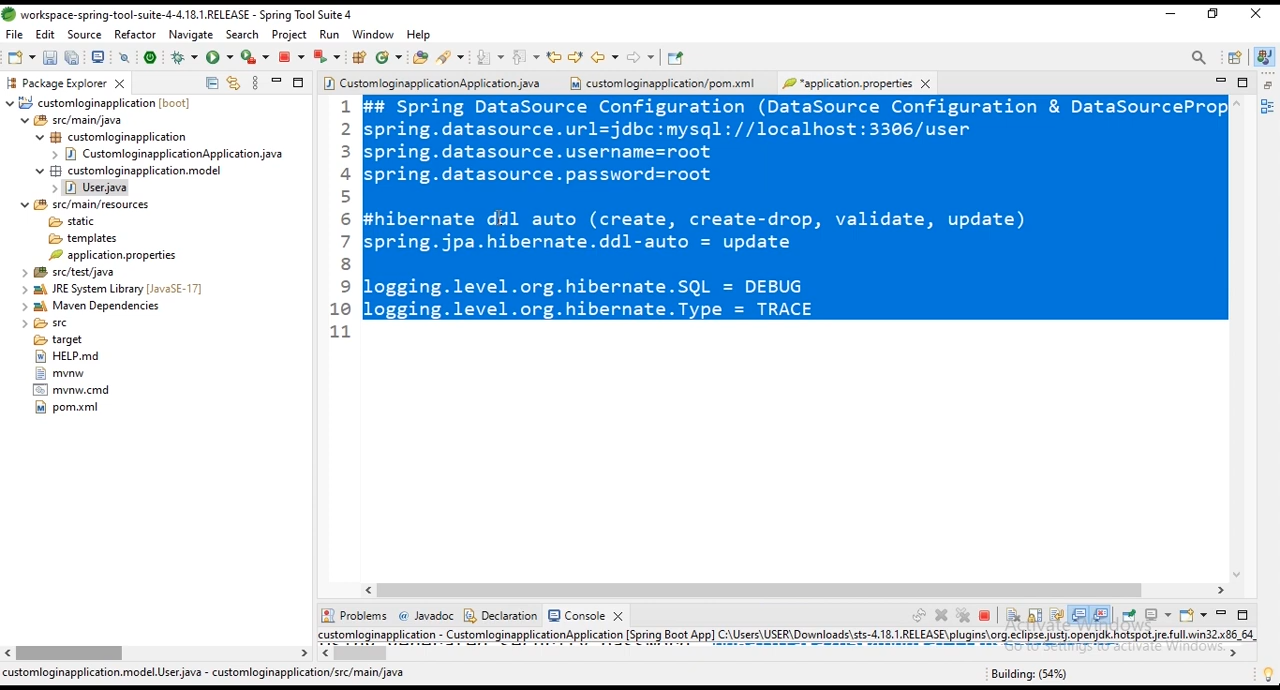 workspace-spring-tool-suite-4-4.18.1.RELEASE - Spring Tool Suite 4
File Edit Source Refactor Navigate Search Project Run Window Help
Package Explorer
CustomloginapplicationApplication.java
customloginapplication/pom.xml
*application.properties
customloginapplication [boot]
src/main/java
customloginapplication
CustomloginapplicationApplication.java
customloginapplication.model
User.java
src/main/resources
static
templates
application.properties
src/test/java
JRE System Library [JavaSE-17]
Maven Dependencies
src
target
HELP.md
mvnw
mvnw.cmd
pom.xml
1 ## Spring DataSource Configuration (DataSource Configuration & DataSourceProp
2 spring.datasource.url=jdbc:mysql://localhost:3306/user
3 spring.datasource.username=root
4 spring.datasource.password=root
5
6 #hibernate ddl auto (create, create-drop, validate, update)
7 spring.jpa.hibernate.ddl-auto = update
8
9 logging.level.org.hibernate.SQL = DEBUG
10 logging.level.org.hibernate.Type = TRACE
11
Problems @ Javadoc Declaration Console
customloginapplication - CustomloginapplicationApplication [Spring Boot App] C:\Users\USER\Downloads\sts-4.18.1.RELEASE\plugins\org.eclipse.justj.openjdk.hotspot.jre.full.win32.x86_64_
Activate Windows
Go to Settings to activate Windows.
customloginapplication.model.User.java - customloginapplication/src/main/java
Building: (54%)